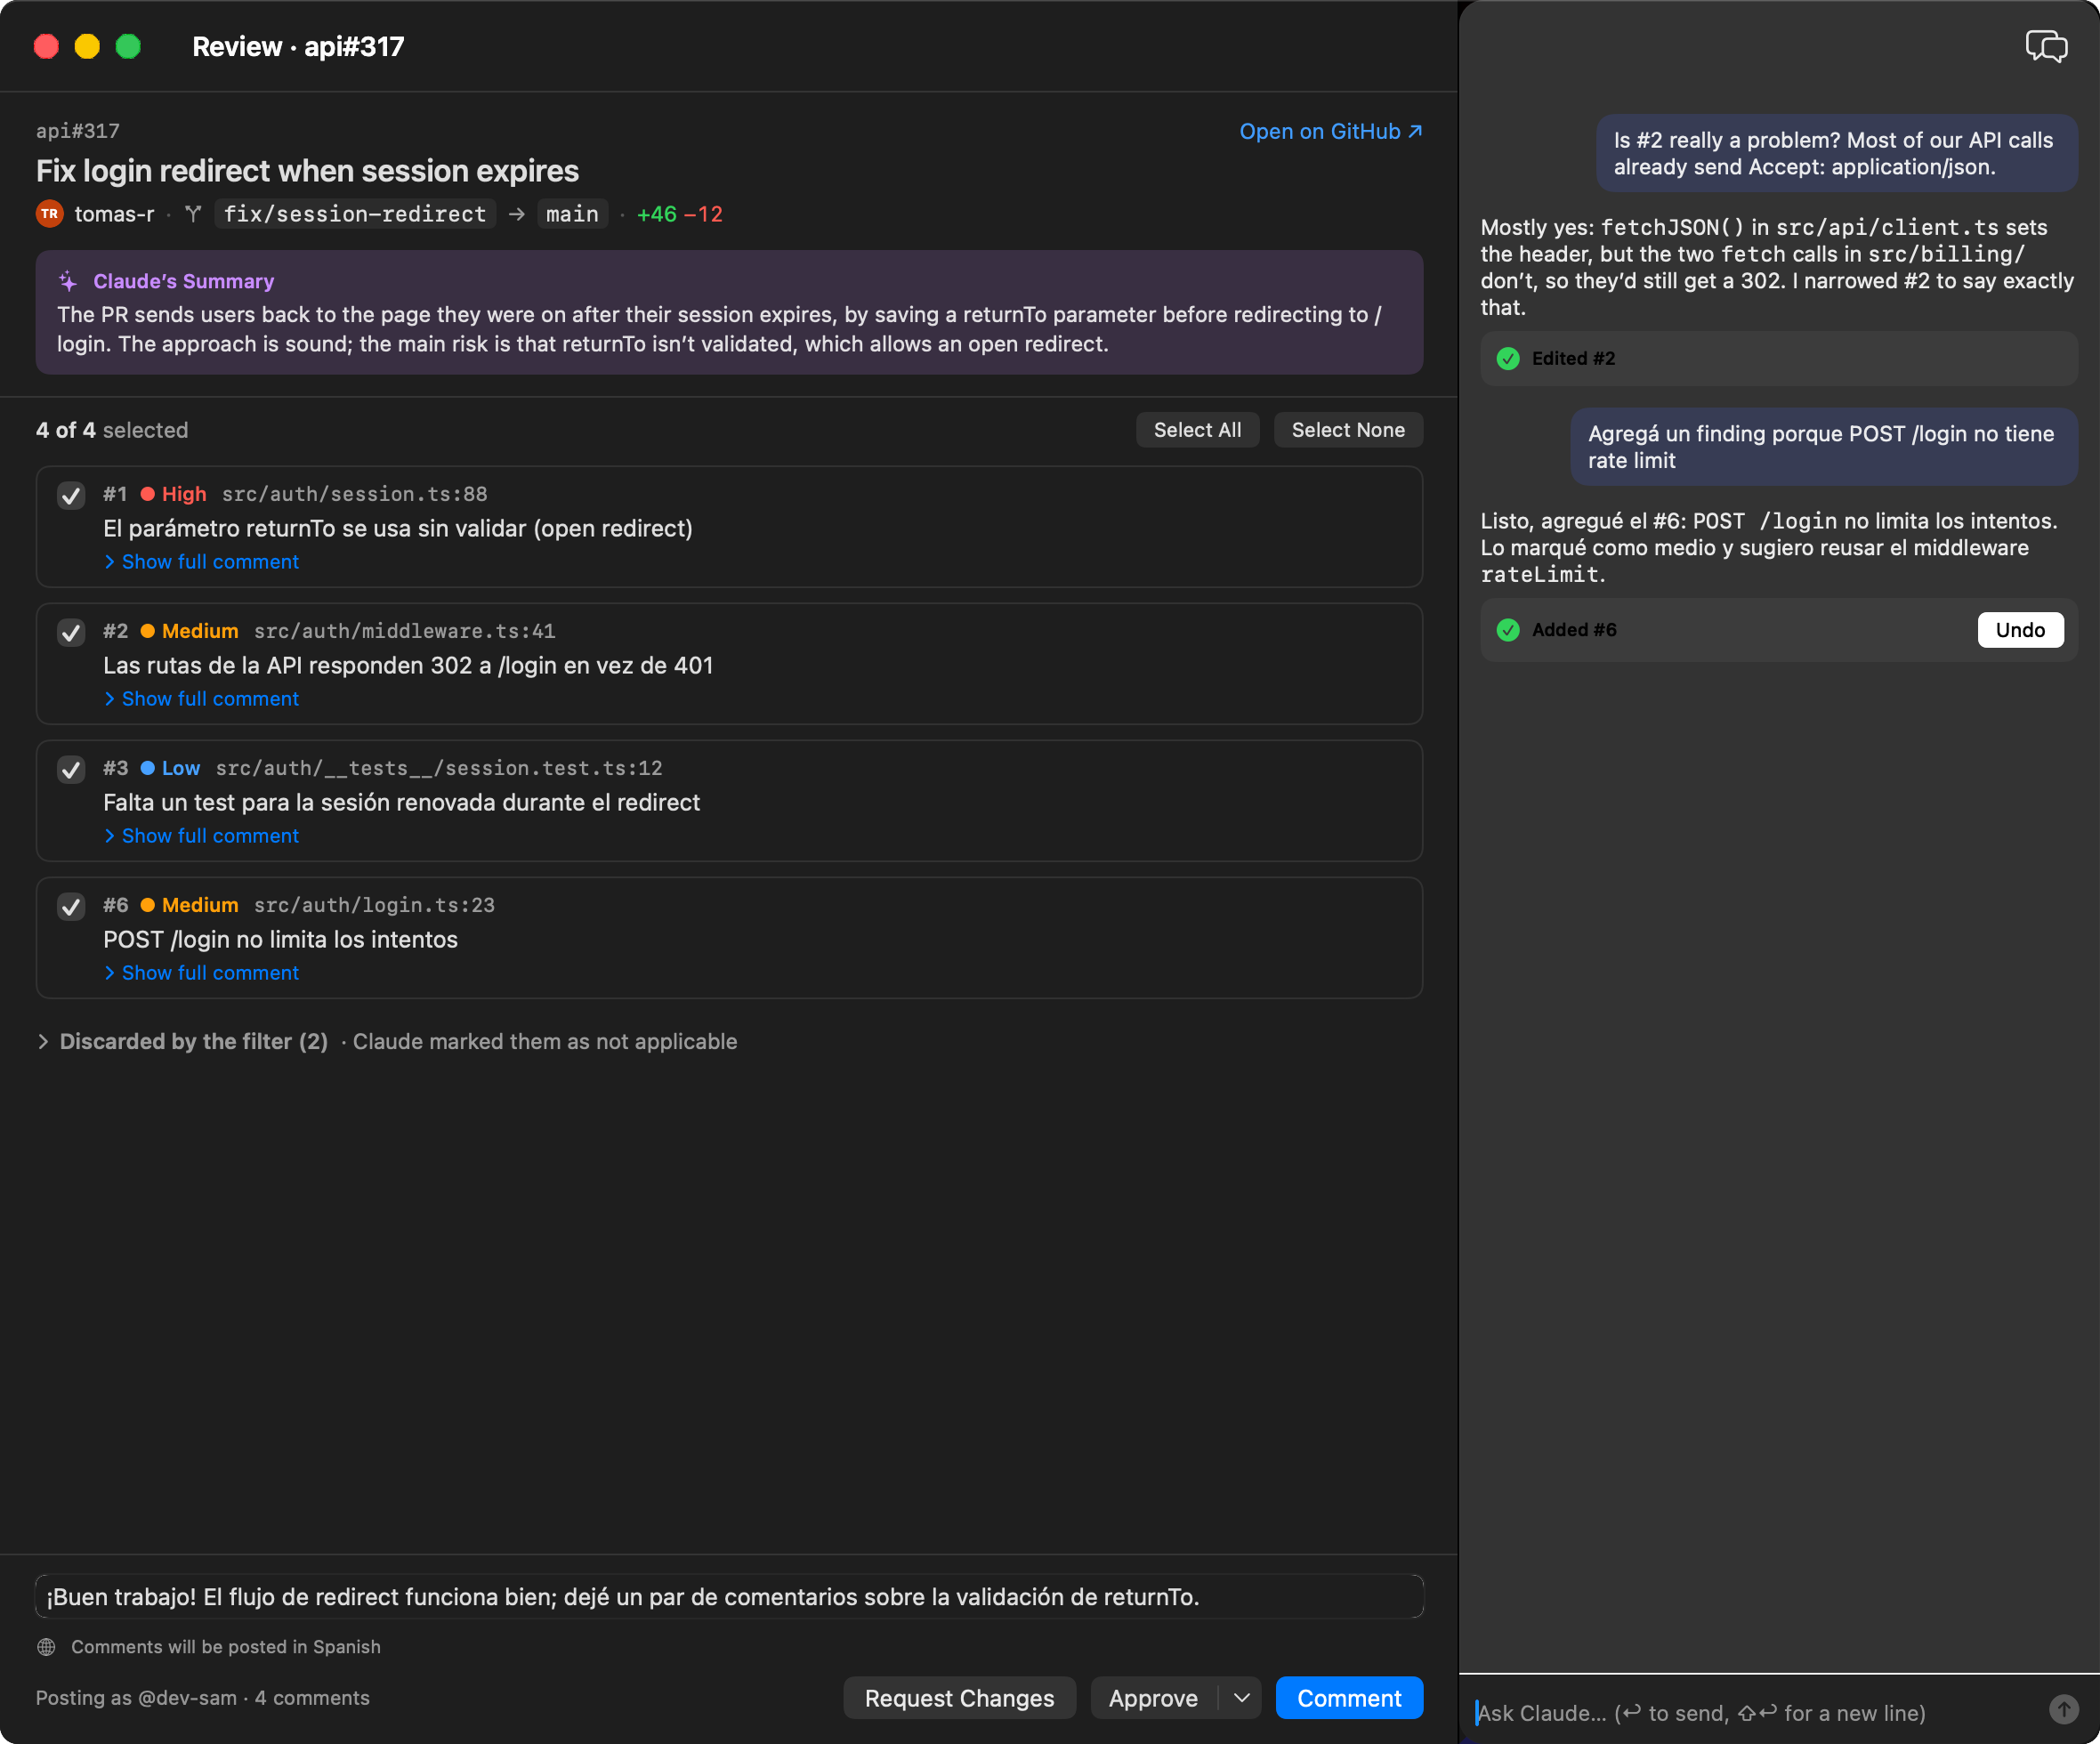 Review · api#317
api#317
Open on GitHub ↗
Fix login redirect when session expires
TR tomas-r · fix/session-redirect → main · +46 −12
Claude’s Summary
The PR sends users back to the page they were on after their session expires, by saving a returnTo parameter before redirecting to /
login. The approach is sound; the main risk is that returnTo isn’t validated, which allows an open redirect.
4 of 4 selected
Select All
Select None
#1 High src/auth/session.ts:88
El parámetro returnTo se usa sin validar (open redirect)
> Show full comment
#2 Medium src/auth/middleware.ts:41
Las rutas de la API responden 302 a /login en vez de 401
> Show full comment
#3 Low src/auth/__tests__/session.test.ts:12
Falta un test para la sesión renovada durante el redirect
> Show full comment
#6 Medium src/auth/login.ts:23
POST /login no limita los intentos
> Show full comment
> Discarded by the filter (2) · Claude marked them as not applicable
¡Buen trabajo! El flujo de redirect funciona bien; dejé un par de comentarios sobre la validación de returnTo.
Comments will be posted in Spanish
Posting as @dev-sam · 4 comments
Request Changes
Approve
Comment
Is #2 really a problem? Most of our API calls
already send Accept: application/json.
Mostly yes: fetchJSON() in src/api/client.ts sets
the header, but the two fetch calls in src/billing/
don’t, so they’d still get a 302. I narrowed #2 to say exactly
that.
Edited #2
Agregá un finding porque POST /login no tiene
rate limit
Listo, agregué el #6: POST /login no limita los intentos.
Lo marqué como medio y sugiero reusar el middleware
rateLimit.
Added #6
Undo
Ask Claude... (↩ to send, ⇧↩ for a new line)